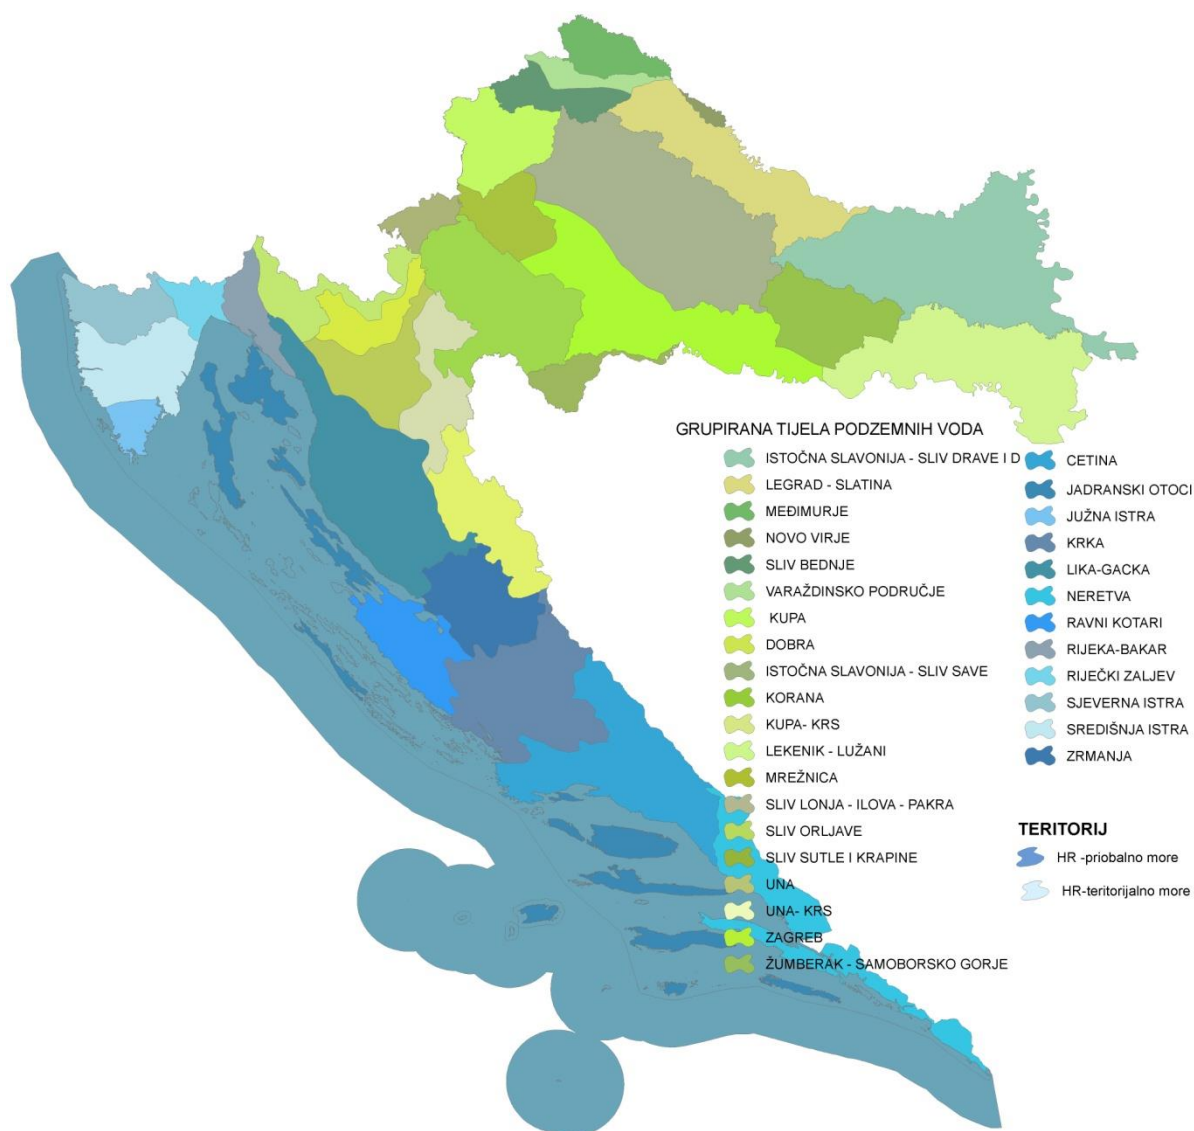 GRUPIRANA TIJELA PODZEMNIH VODA
ISTOČNA SLAVONIJA - SLIV DRAVE I D
LEGRAD - SLATINA
MEĐIMURJE
NOVO VIRJE
SLIV BEDNJE
VARAŽDINSKO PODRUČJE
KUPA
DOBRA
ISTOČNA SLAVONIJA - SLIV SAVE
KORANA
KUPA- KRS
LEKENIK - LUŽANI
MREŽNICA
SLIV LONJA - ILOVA - PAKRA
SLIV ORLJAVE
SLIV SUTLE I KRAPINE
UNA
UNA- KRS
ZAGREB
ŽUMBERAK - SAMOBORSKO GORJE
CETINA
JADRANSKI OTOCI
JUŽNA ISTRA
KRKA
LIKA-GACKA
NERETVA
RAVNI KOTARI
RIJEKA-BAKAR
RIJEČKI ZALJEV
SJEVERNA ISTRA
SREDIŠNJA ISTRA
ZRMANJA
TERITORIJ
HR -priobalno more
HR-teritorijalno more